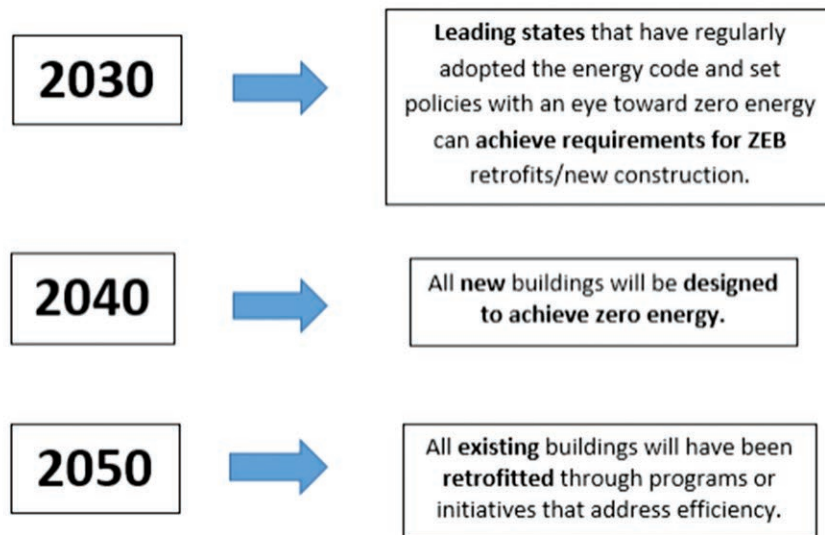 2030
Leading states that have regularly
adopted the energy code and set
policies with an eye toward zero energy
can achieve requirements for ZEB
retrofits/new construction.
2040
All new buildings will be designed
to achieve zero energy.
2050
All existing buildings will have been
retrofitted through programs or
initiatives that address efficiency.